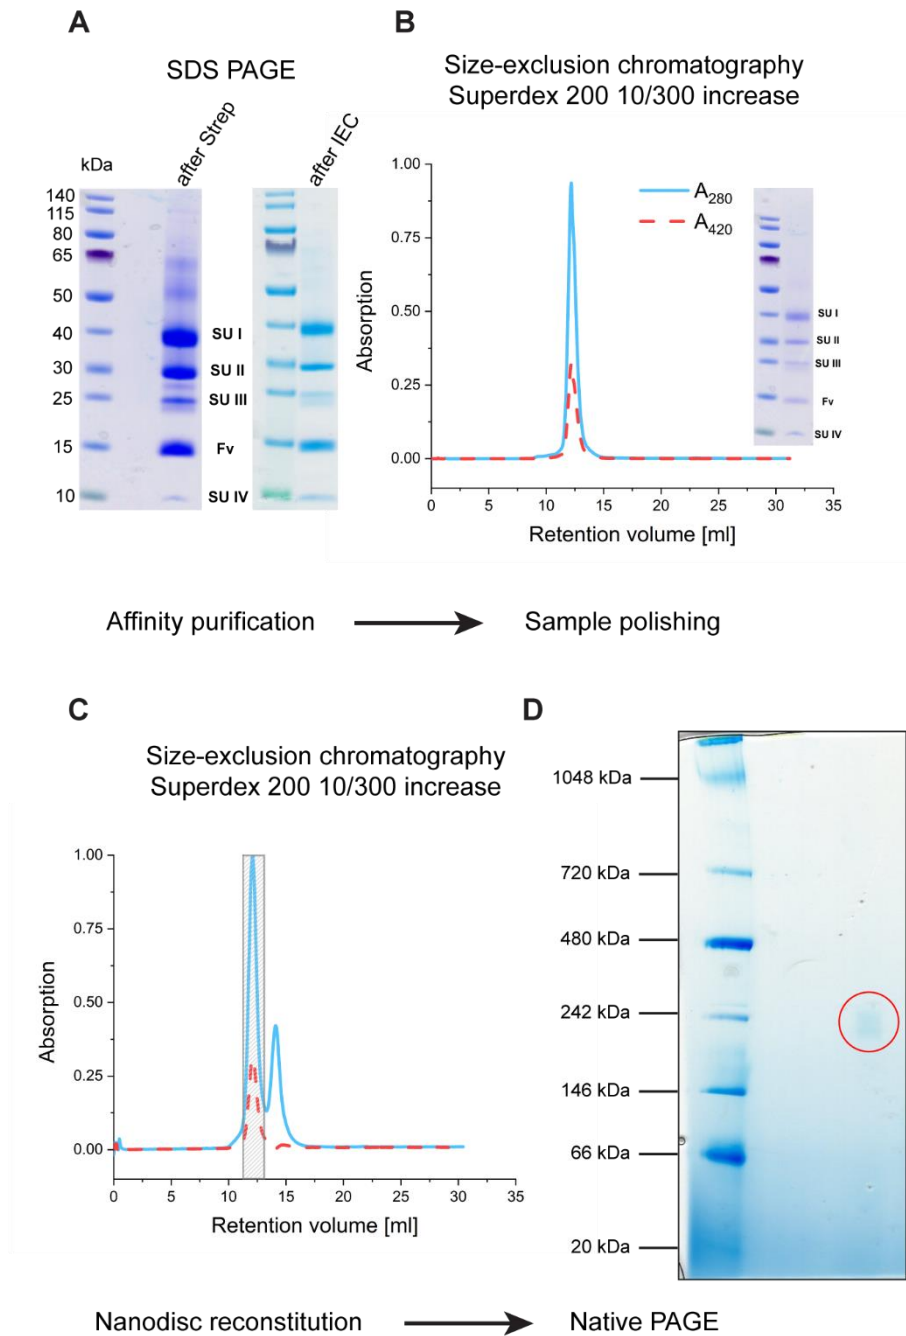 A
SDS PAGE
kDa
after Strep
after IEC
140
115
80
65
50
40
30
25
15
10
SU I
SU II
SU III
Fv
SU IV
B
Size-exclusion chromatography
Superdex 200 10/300 increase
Absorption
1.00
0.75
0.50
0.25
0.00
0 5 10 15 20 25 30 35
Retention volume [ml]
A280
A420
SU I
SU II
SU III
Fv
SU IV
Affinity purification
Sample polishing
C
Size-exclusion chromatography
Superdex 200 10/300 increase
Absorption
1.00
0.75
0.50
0.25
0.00
0 5 10 15 20 25 30 35
Retention volume [ml]
D
1048 kDa
720 kDa
480 kDa
242 kDa
146 kDa
66 kDa
20 kDa
Nanodisc reconstitution
Native PAGE